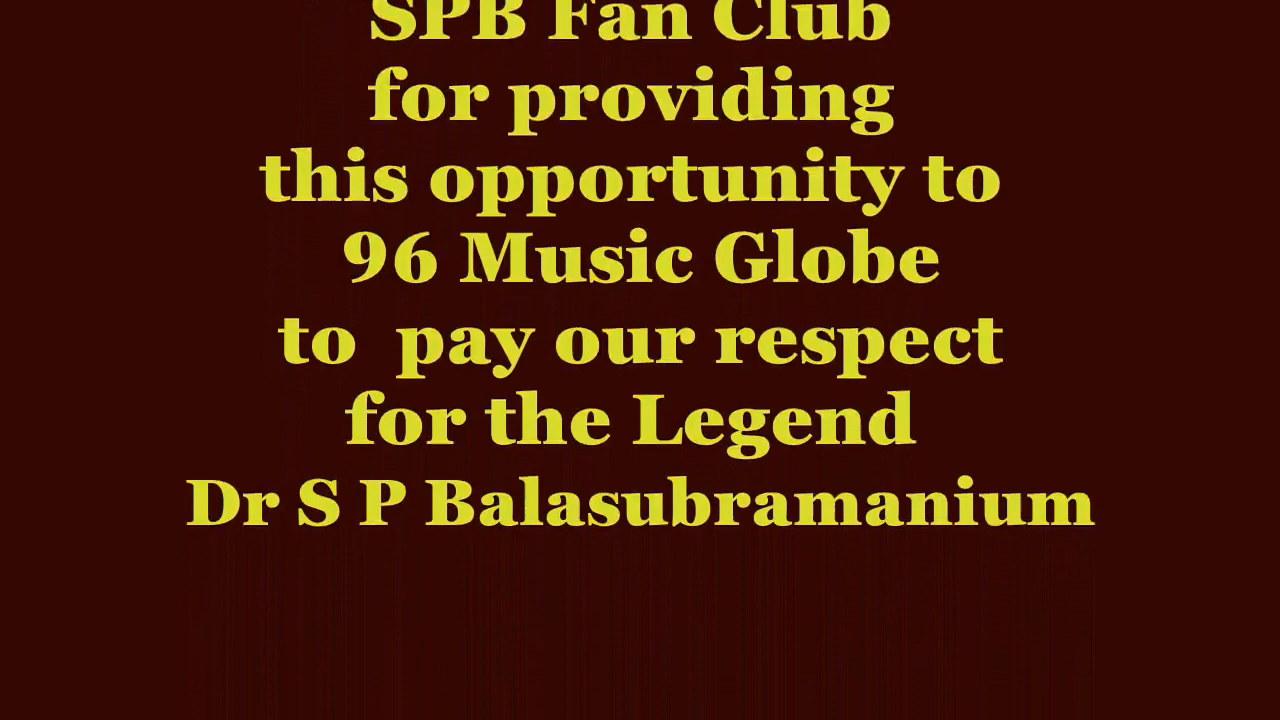 SPB Fan Club
for providing
this opportunity to
96 Music Globe
to  pay our respect
for the Legend
Dr S P Balasubramanium